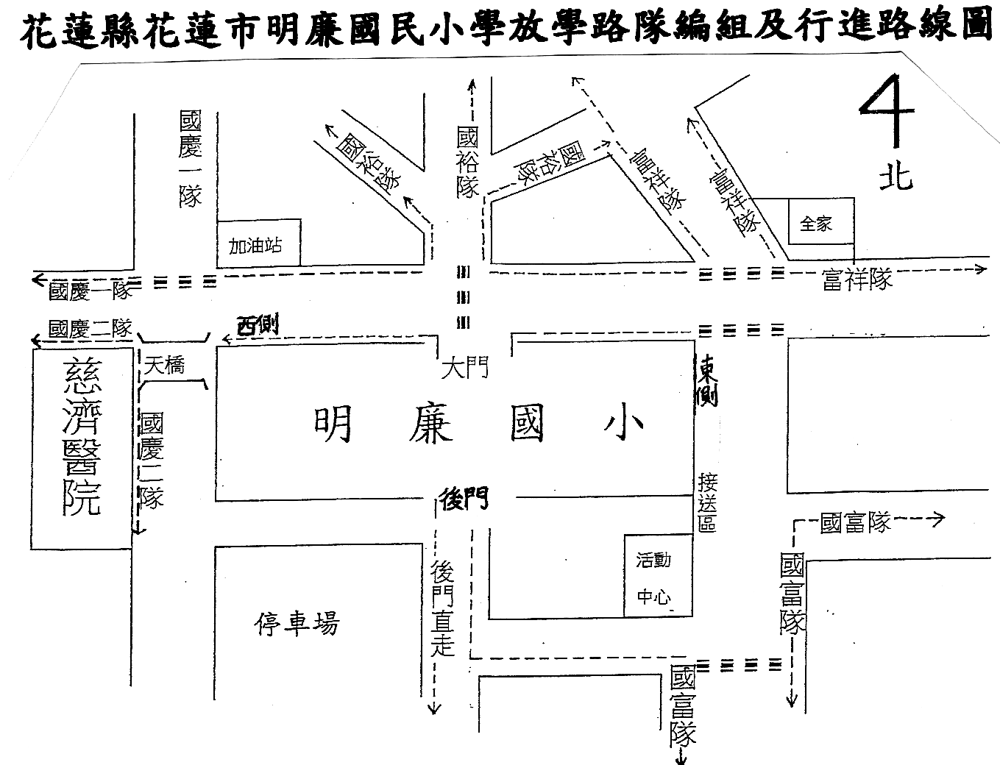 花蓮縣花蓮市明廉國民小學放學路隊編組及行進路線圖
北
國慶一隊
國裕隊
國裕隊
國裕隊
富祥隊
富祥隊
加油站
全家
國慶一隊
富祥隊
國慶二隊
西側
天橋
大門
東側
慈濟醫院
明廉國小
國慶二隊
後門
接送區
國富隊
活動
中心
後門直走
國富隊
停車場
國富隊